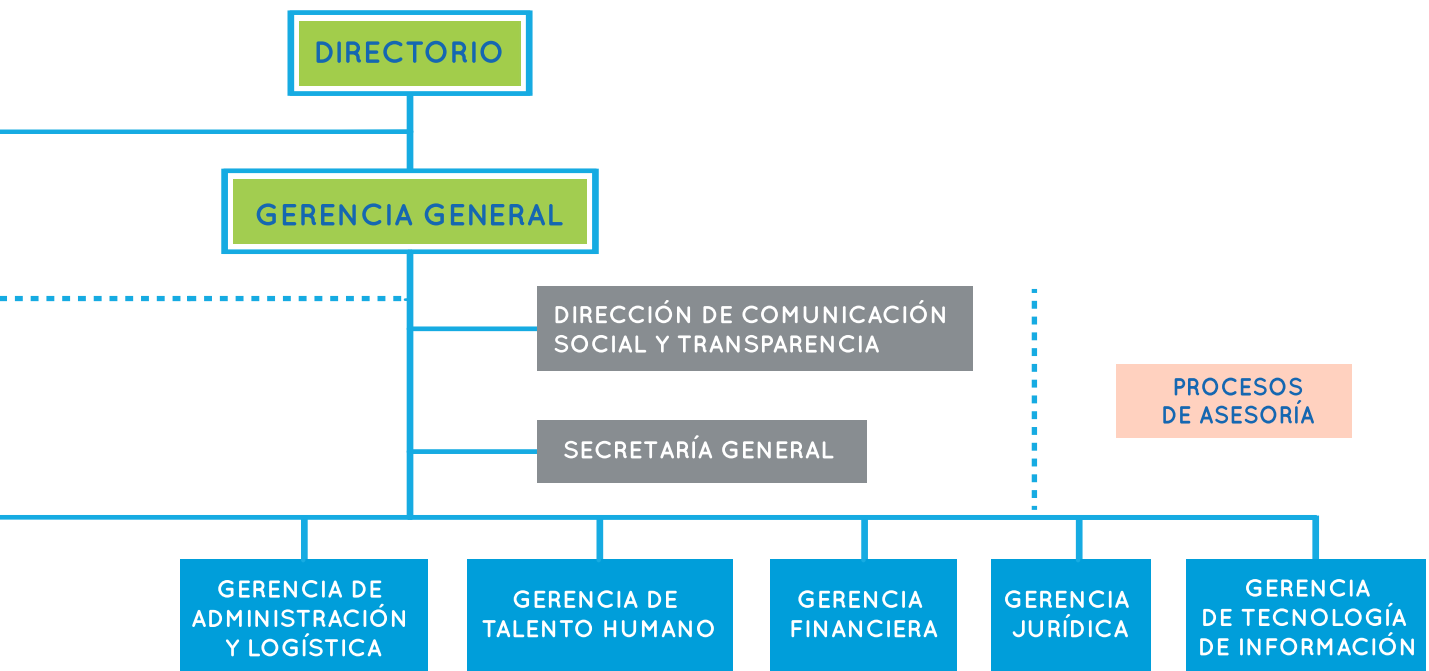 DIRECTORIO
GERENCIA GENERAL
DIRECCIÓN DE COMUNICACIÓN
SOCIAL Y TRANSPARENCIA
PROCESOS
DE ASESORÍA
SECRETARÍA GENERAL
GERENCIA DE
ADMINISTRACIÓN
Y LOGÍSTICA
GERENCIA DE
TALENTO HUMANO
GERENCIA
FINANCIERA
GERENCIA
JURÍDICA
GERENCIA
DE TECNOLOGÍA
DE INFORMACIÓN